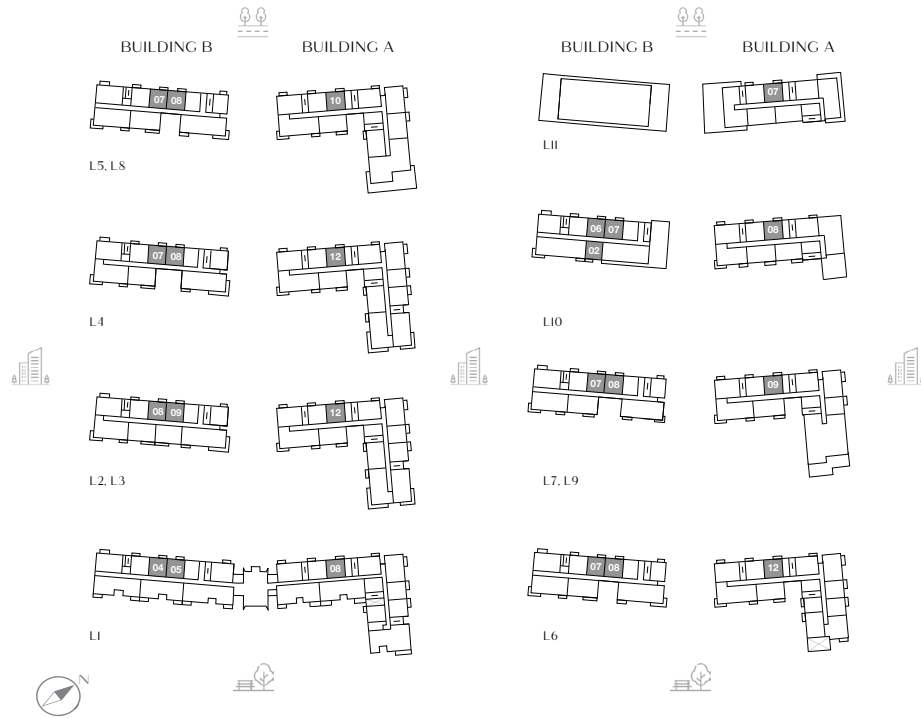 BUILDING B BUILDING A
07 08 10
L5, L8
07 08 12
L4
08 09 12
L2, L3
04 05 08
L1
BUILDING B BUILDING A
07
L11
06 07 08
02
L10
07 08 09
L7, L9
07 08 12
L6
N